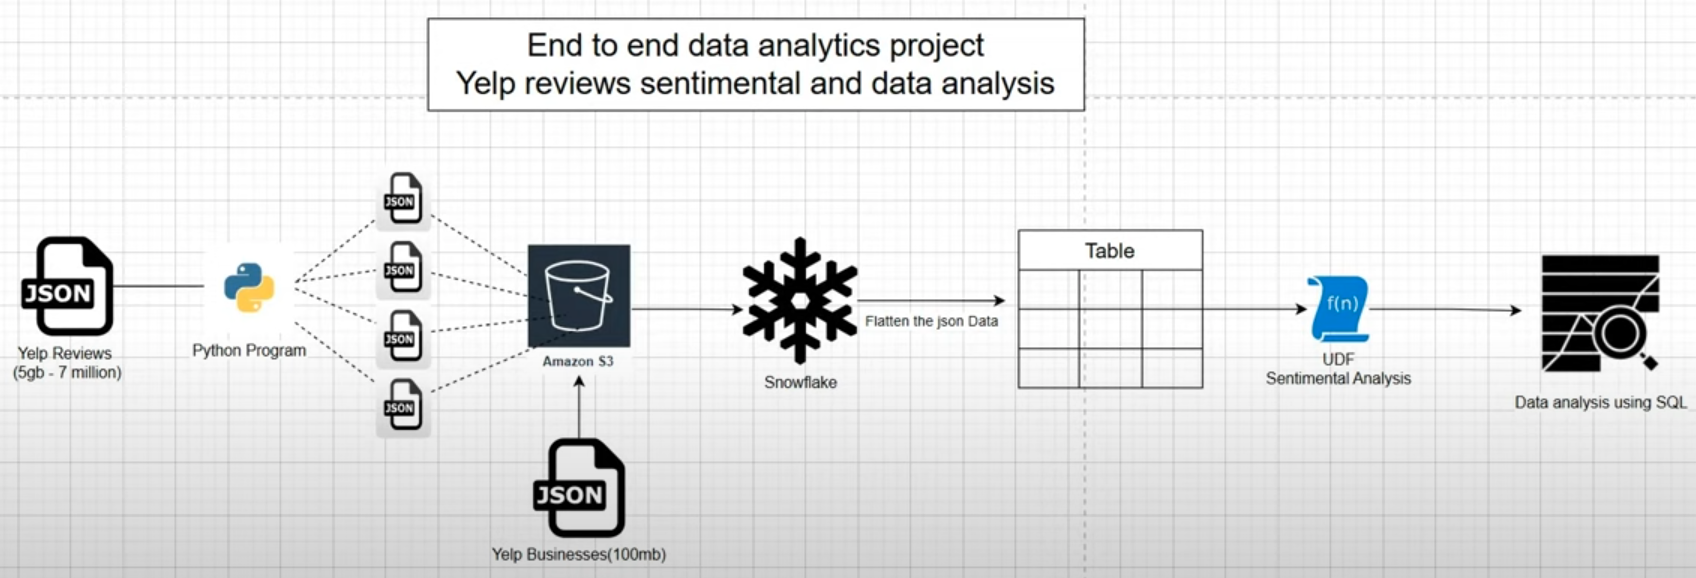 End to end data analytics project
Yelp reviews sentimental and data analysis
JSON
Yelp Reviews
(5gb - 7 million)
Python Program
JSON
JSON
JSON
JSON
Amazon S3
JSON
Yelp Businesses(100mb)
Snowflake
Flatten the json Data
Table
f(n)
UDF
Sentimental Analysis
Data analysis using SQL